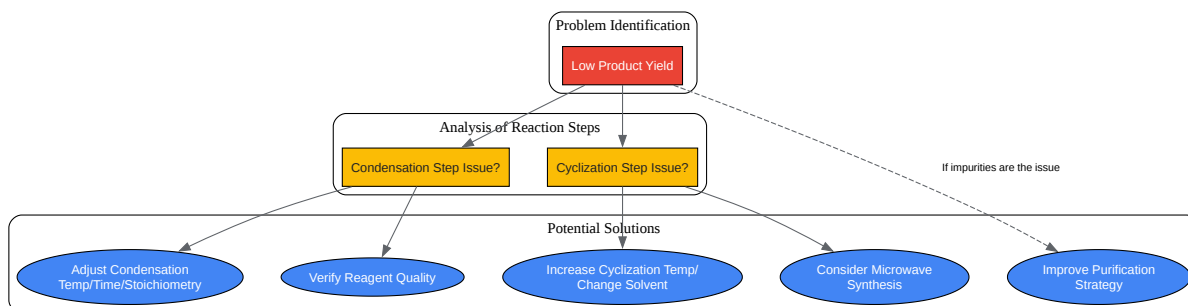 Problem Identification
Low Product Yield
Analysis of Reaction Steps
Condensation Step Issue?
Cyclization Step Issue?
If impurities are the issue
Potential Solutions
Adjust Condensation
Temp/Time/Stoichiometry
Verify Reagent Quality
Increase Cyclization Temp/
Change Solvent
Consider Microwave
Synthesis
Improve Purification
Strategy